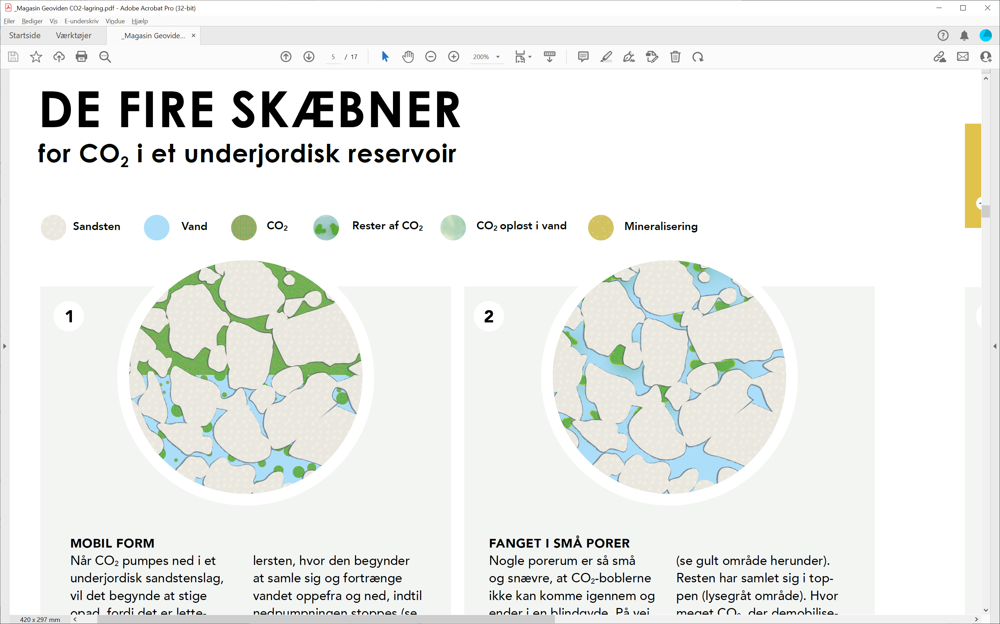 _Magasin Geoviden CO2-lagring.pdf - Adobe Acrobat Pro (32-bit)
Filer Rediger Vis E-underskriv Vindue Hjælp
Startside Værktøjer _Magasin Geovide... ×
5 / 17 200%
DE FIRE SKÆBNER
for CO₂ i et underjordisk reservoir
Sandsten Vand CO₂ Rester af CO₂ CO₂ opløst i vand Mineralisering
1
2
MOBIL FORM
Når CO₂ pumpes ned i et
underjordisk sandstenslag,
vil det begynde at stige
opad, fordi det er lette-
lersten, hvor den begynder
at samle sig og fortrænge
vandet oppefra og ned, indtil
nedpumpningen stoppes (se
FANGET I SMÅ PORER
Nogle porerum er så små
og snævre, at CO₂-boblerne
ikke kan komme igennem og
ender i en blindgyde. På vej
(se gult område herunder).
Resten har samlet sig i top-
pen (lysegråt område). Hvor
meget CO₂, der demobilise-
420 x 297 mm